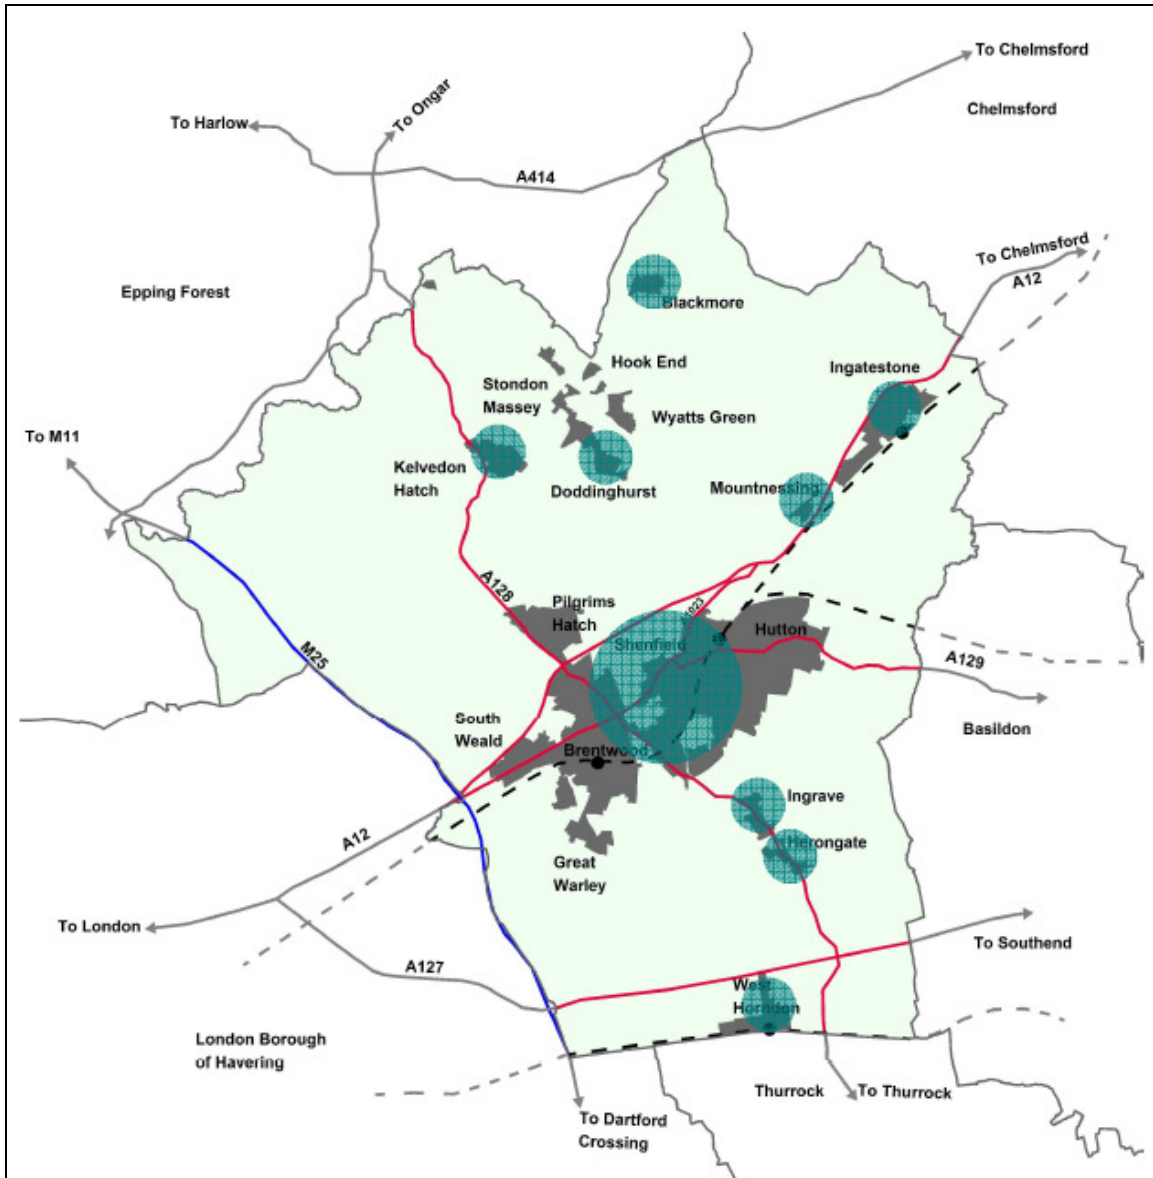 To Chelmsford
Chelmsford
To Ongar
To Harlow
A414
To Chelmsford
A12
Epping Forest
Blackmore
Hook End
Ingatestone
Stondon
Massey
Wyatts Green
To M11
Kelvedon
Hatch
Doddinghurst
Mountnessing
A128
Pilgrims
Hatch
Shenfield
Hutton
M25
A129
South
Weald
Basildon
Brentwood
Ingrave
A12
Herongate
Great
Warley
To London
To Southend
A127
West
Horndon
London Borough
of Havering
Thurrock
To Thurrock
To Dartford
Crossing